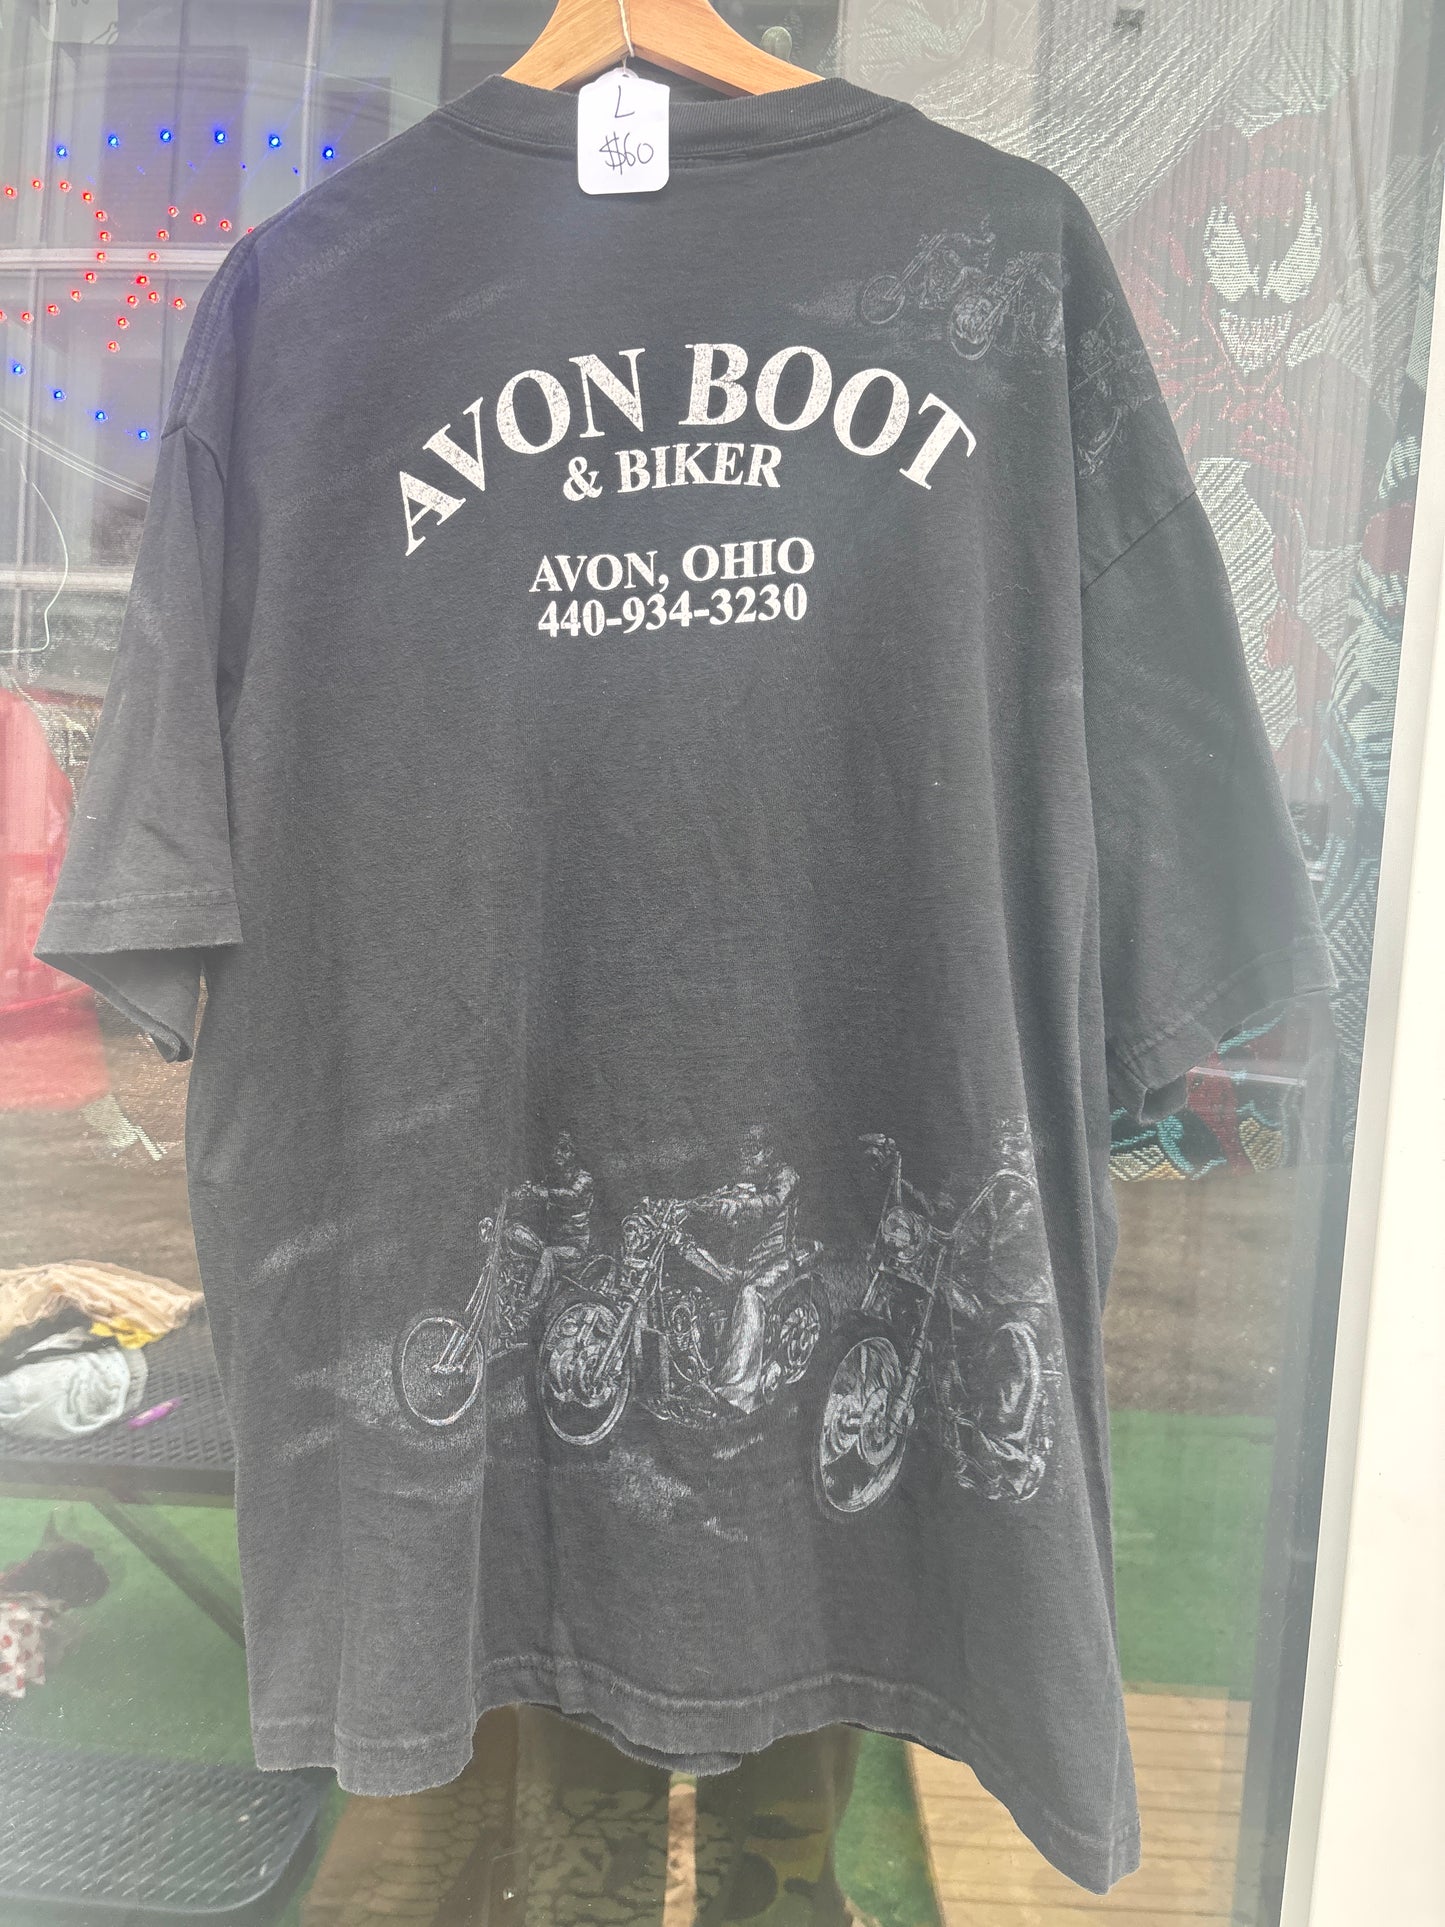 L
$60
AVON BOOT
& BIKER
AVON, OHIO
440-934-3230